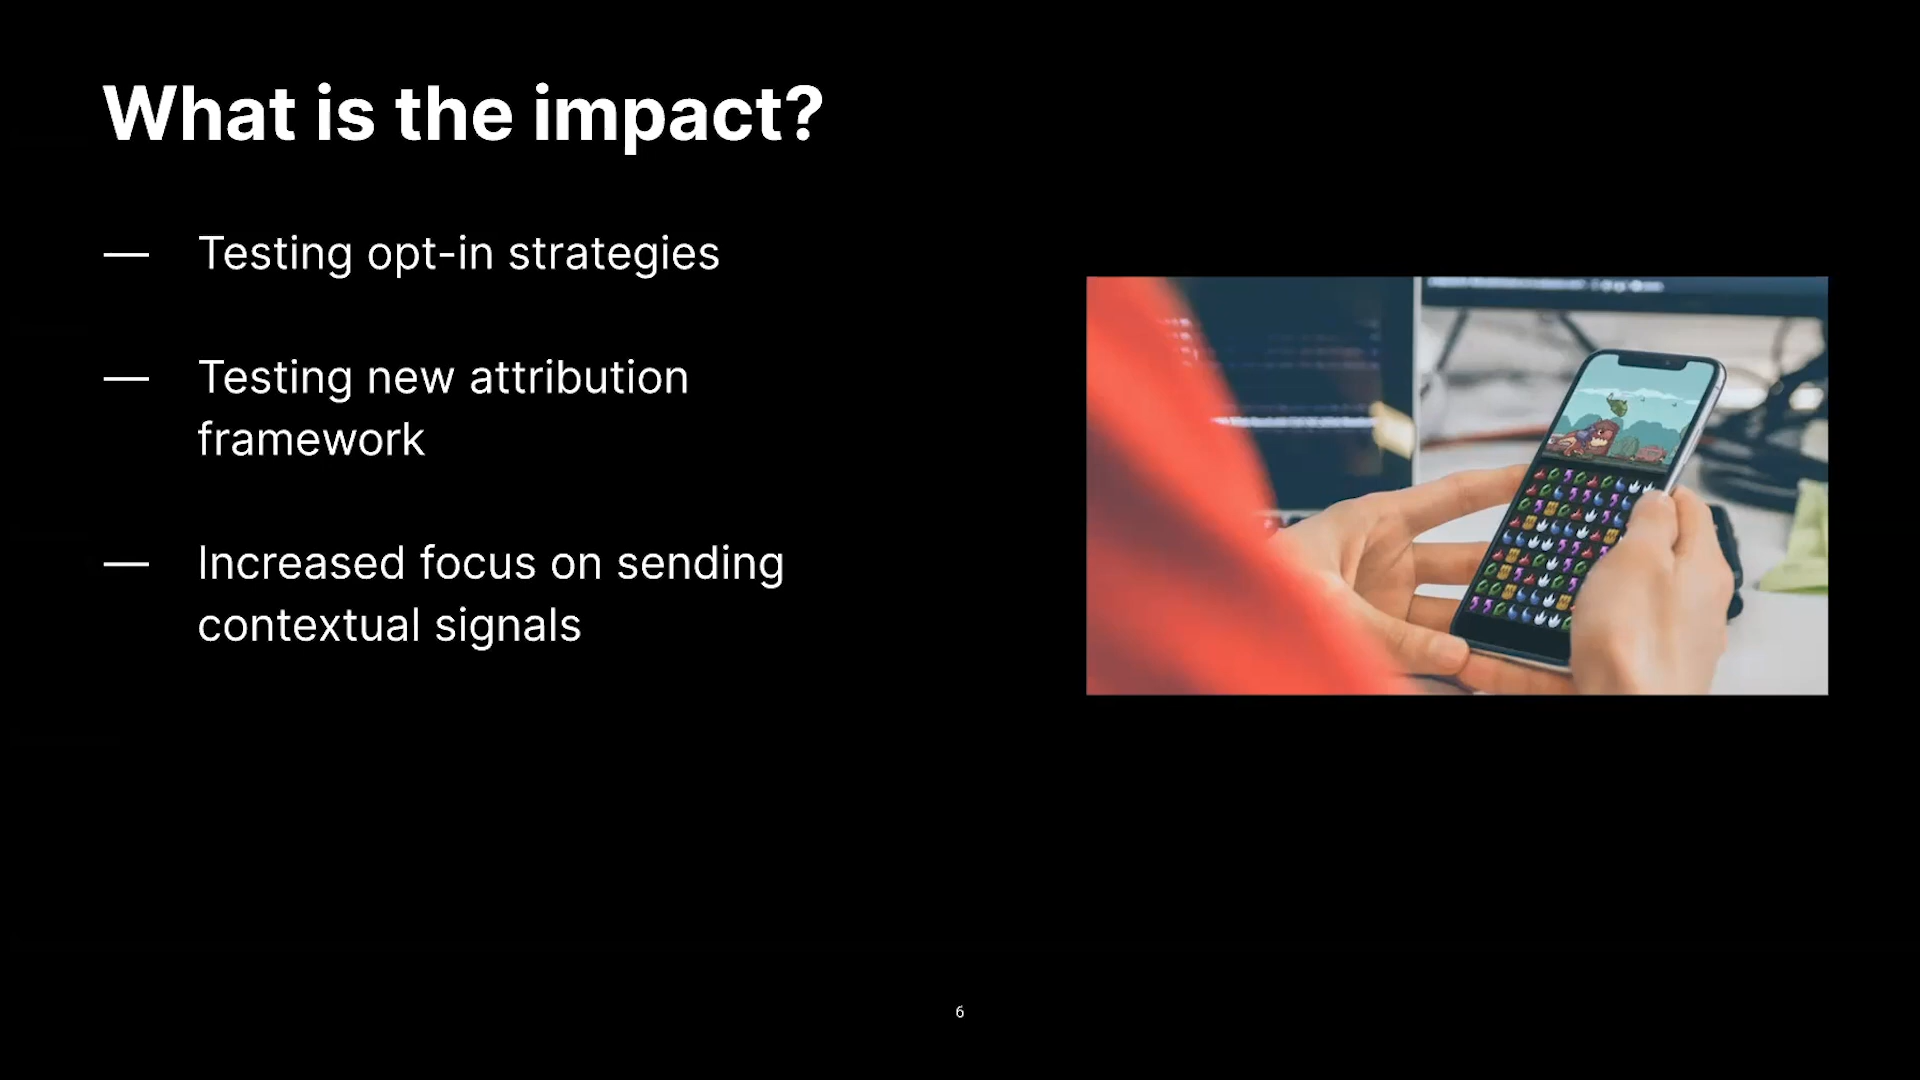 What is the impact?
— Testing opt-in strategies
— Testing new attribution
framework
— Increased focus on sending
contextual signals
6